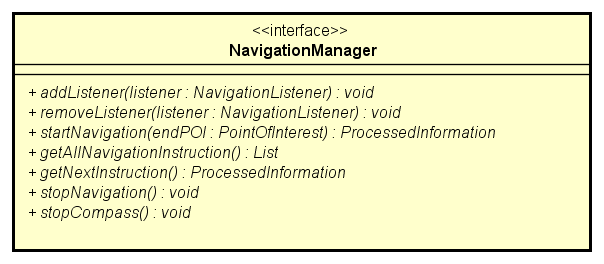 <<interface>>
NavigationManager
+ addListener(listener : NavigationListener) : void
+ removeListener(listener : NavigationListener) : void
+ startNavigation(endPOI : PointOfInterest) : ProcessedInformation
+ getAllNavigationInstruction() : List
+ getNextInstruction() : ProcessedInformation
+ stopNavigation() : void
+ stopCompass() : void